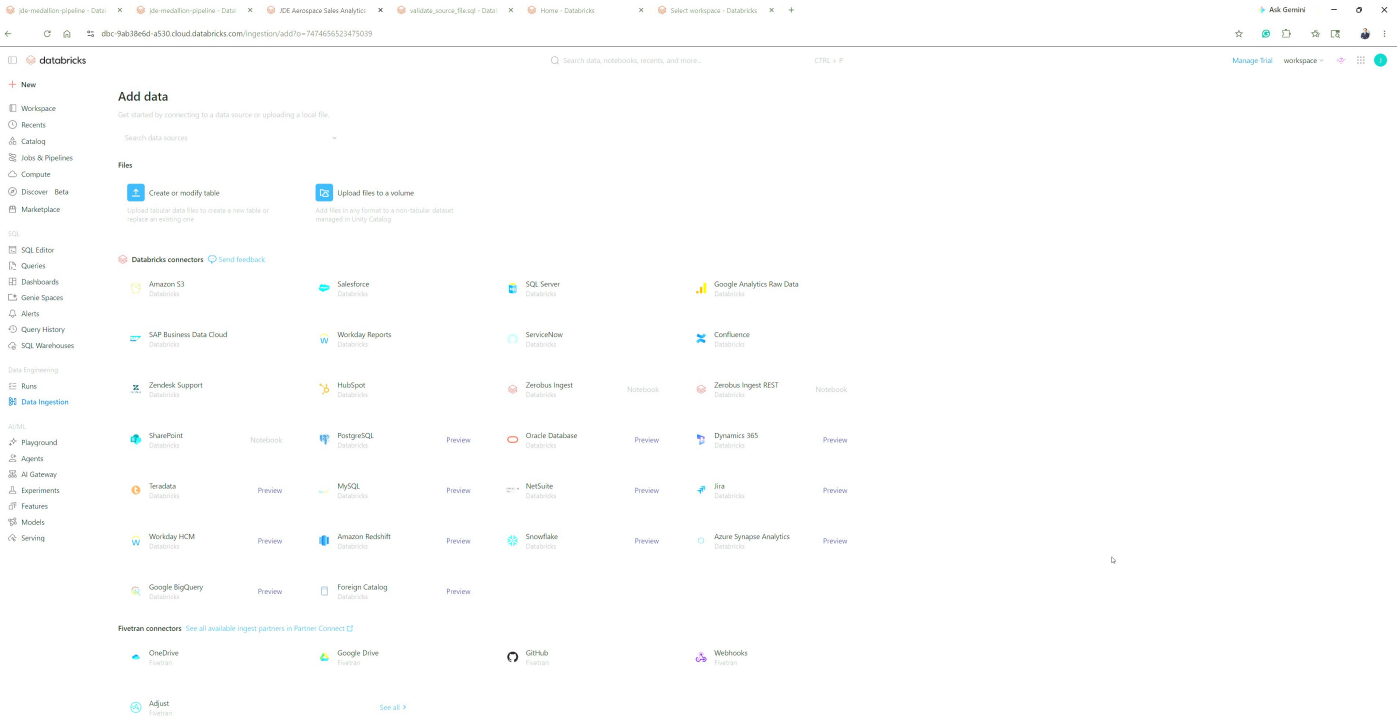 jde-medallion-pipeline - Data
jde-medallion-pipeline - Data
JDE Aerospace Sales Analytics
validate_source_file.sql - Data
Home - Databricks
Select workspace - Databricks
Ask Gemini
dbc-9ab38e6d-a530.cloud.databricks.com/ingestion/add?o=7474656523475039
databricks
Search data, notebooks, recents, and more...
CTRL + P
Manage Trial
workspace
J
New
Workspace
Recents
Catalog
Jobs & Pipelines
Compute
Discover Beta
Marketplace
SQL
SQL Editor
Queries
Dashboards
Genie Spaces
Alerts
Query History
SQL Warehouses
Data Engineering
Runs
Data Ingestion
AI/ML
Playground
Agents
AI Gateway
Experiments
Features
Models
Serving
Add data
Get started by connecting to a data source or uploading a local file.
Search data sources
Files
Create or modify table
Upload tabular data files to create a new table or
replace an existing one
Upload files to a volume
Add files in any format to a non-tabular dataset
managed in Unity Catalog
Databricks connectors Send feedback
Amazon S3
Databricks
Salesforce
Databricks
SQL Server
Databricks
Google Analytics Raw Data
Databricks
SAP Business Data Cloud
Databricks
Workday Reports
Databricks
ServiceNow
Databricks
Confluence
Databricks
Zendesk Support
Databricks
HubSpot
Databricks
Zerobus Ingest
Databricks
Notebook
Zerobus Ingest REST
Databricks
Notebook
SharePoint
Databricks
Notebook
PostgreSQL
Databricks
Preview
Oracle Database
Databricks
Preview
Dynamics 365
Databricks
Preview
Teradata
Databricks
Preview
MySQL
Databricks
Preview
NetSuite
Databricks
Preview
Jira
Databricks
Preview
Workday HCM
Databricks
Preview
Amazon Redshift
Databricks
Preview
Snowflake
Databricks
Preview
Azure Synapse Analytics
Databricks
Preview
Google BigQuery
Databricks
Preview
Foreign Catalog
Databricks
Preview
Fivetran connectors See all available ingest partners in Partner Connect
OneDrive
Fivetran
Google Drive
Fivetran
GitHub
Fivetran
Webhooks
Fivetran
Adjust
Fivetran
See all